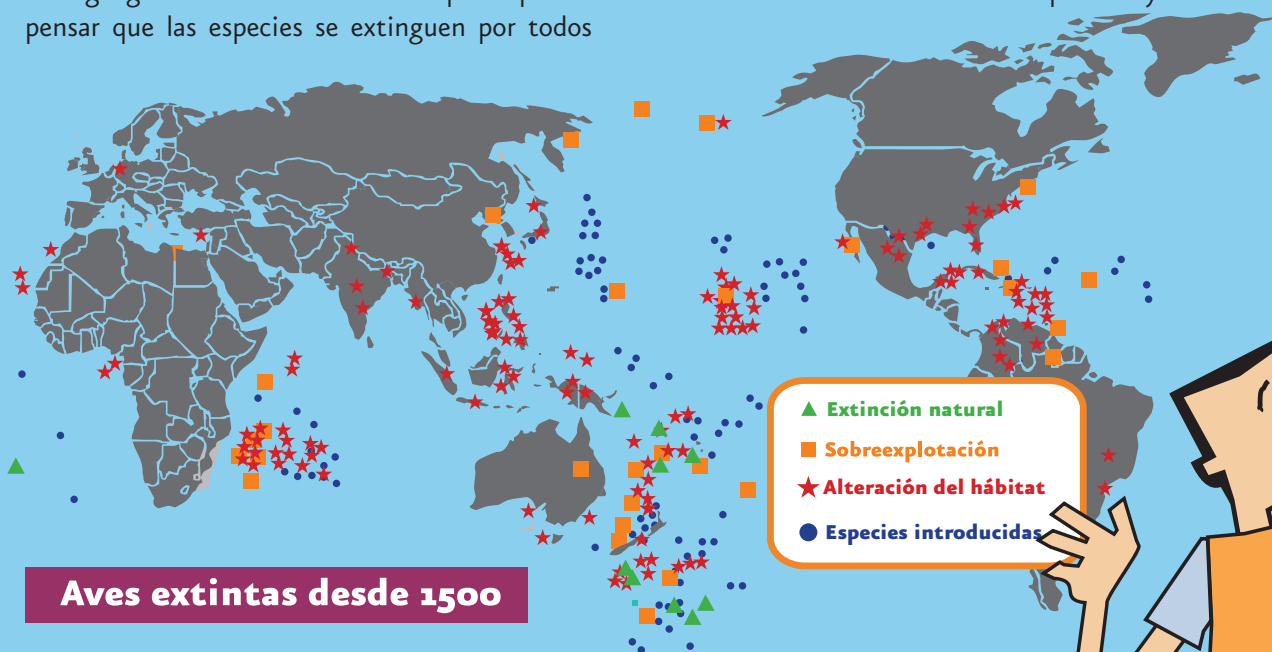 pensar que las especies se extinguen por todos
Extinción natural
Sobreexplotación
Alteración del hábitat
Especies introducidas
Aves extintas desde 1500